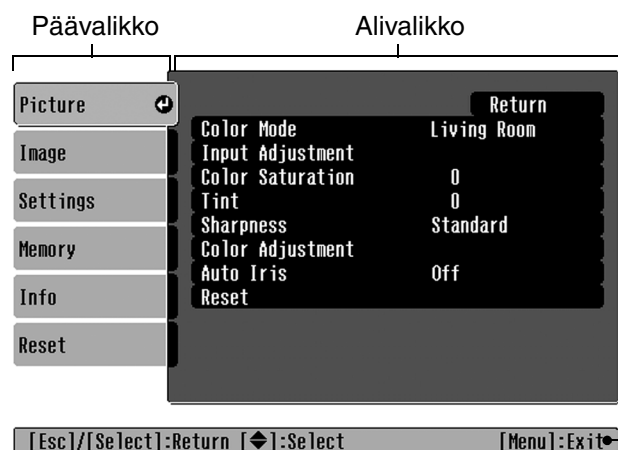 Päävalikko Alivalikko
Picture
Image
Settings
Memory
Info
Reset
Return
Color Mode Living Room
Input Adjustment
Color Saturation 0
Tint 0
Sharpness Standard
Color Adjustment
Auto Iris Off
Reset
[Esc]/[Select]:Return [◆]:Select [Menu]:Exit